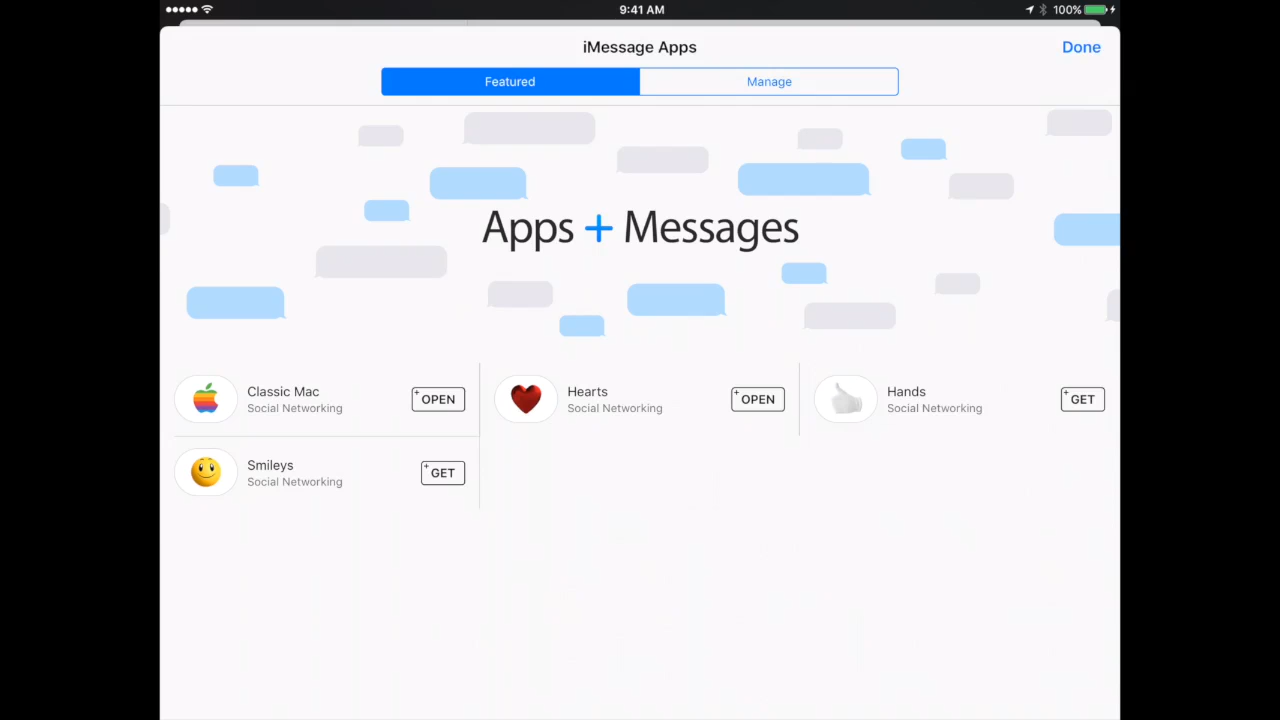 9:41 AM
100%
iMessage Apps
Done
Featured
Manage
Apps + Messages
Classic Mac
Social Networking
+OPEN
Hearts
Social Networking
+OPEN
Hands
Social Networking
+GET
Smileys
Social Networking
+GET